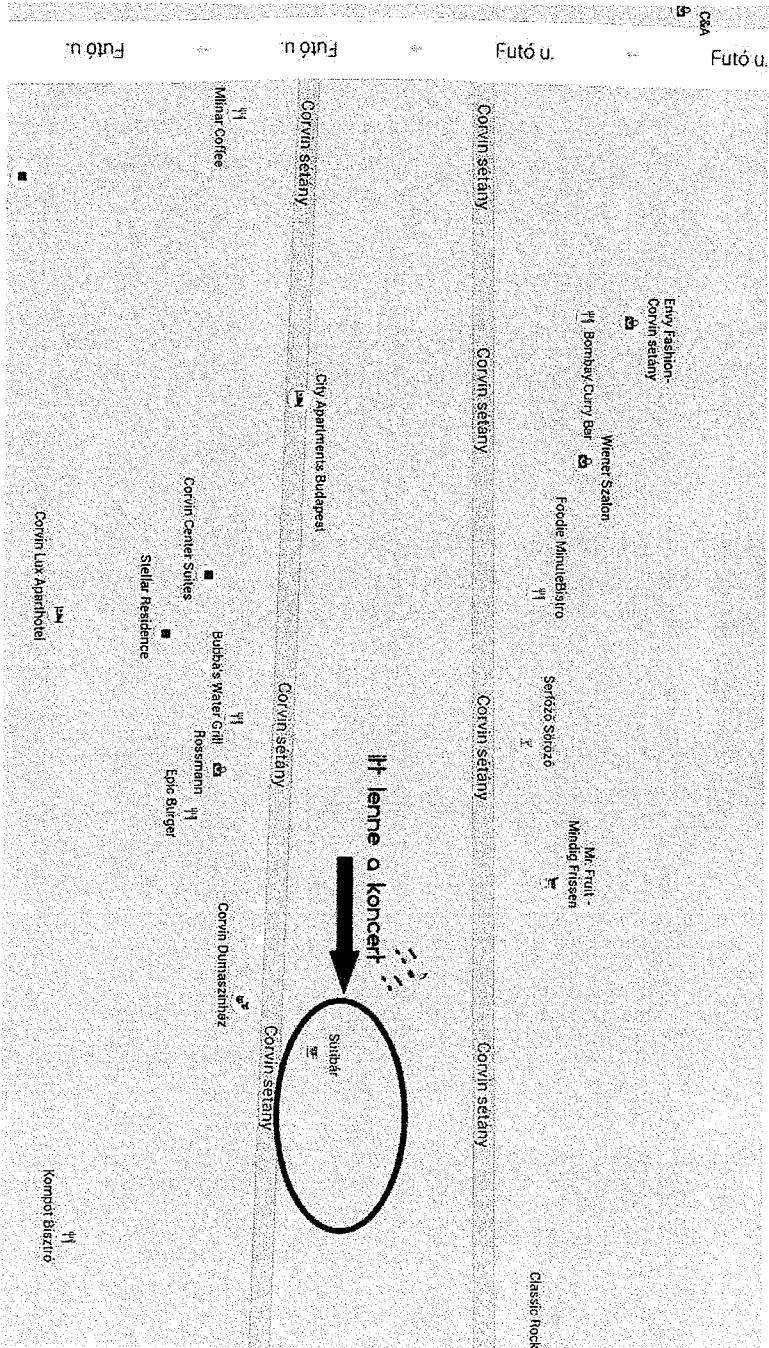 C&A
Futó u.
Futó u.
Futó u.
Futó u.
Mlinar Coffee
Corvin sétány
Corvin sétány
Envy Fashion-
Corvin sétány
Bombay Curry Bar
Wiener Szalon
Corvin sétány
City Apartments Budapest
Foodie MinuteBistro
Corvin Center Suites
Stellar Residence
Corvin Lux Aparthotel
Bubba's Water Grill
Rossmann
Epic Burger
Corvin sétány
Corvin sétány
Serfőző Söröző
Mr. Fruit -
Mindig Frissen
itt lenne a koncert
Corvin Dumaszínház
Corvin sétány
Sütibár
Corvin sétány
Kompót Bisztró
Classic Rock